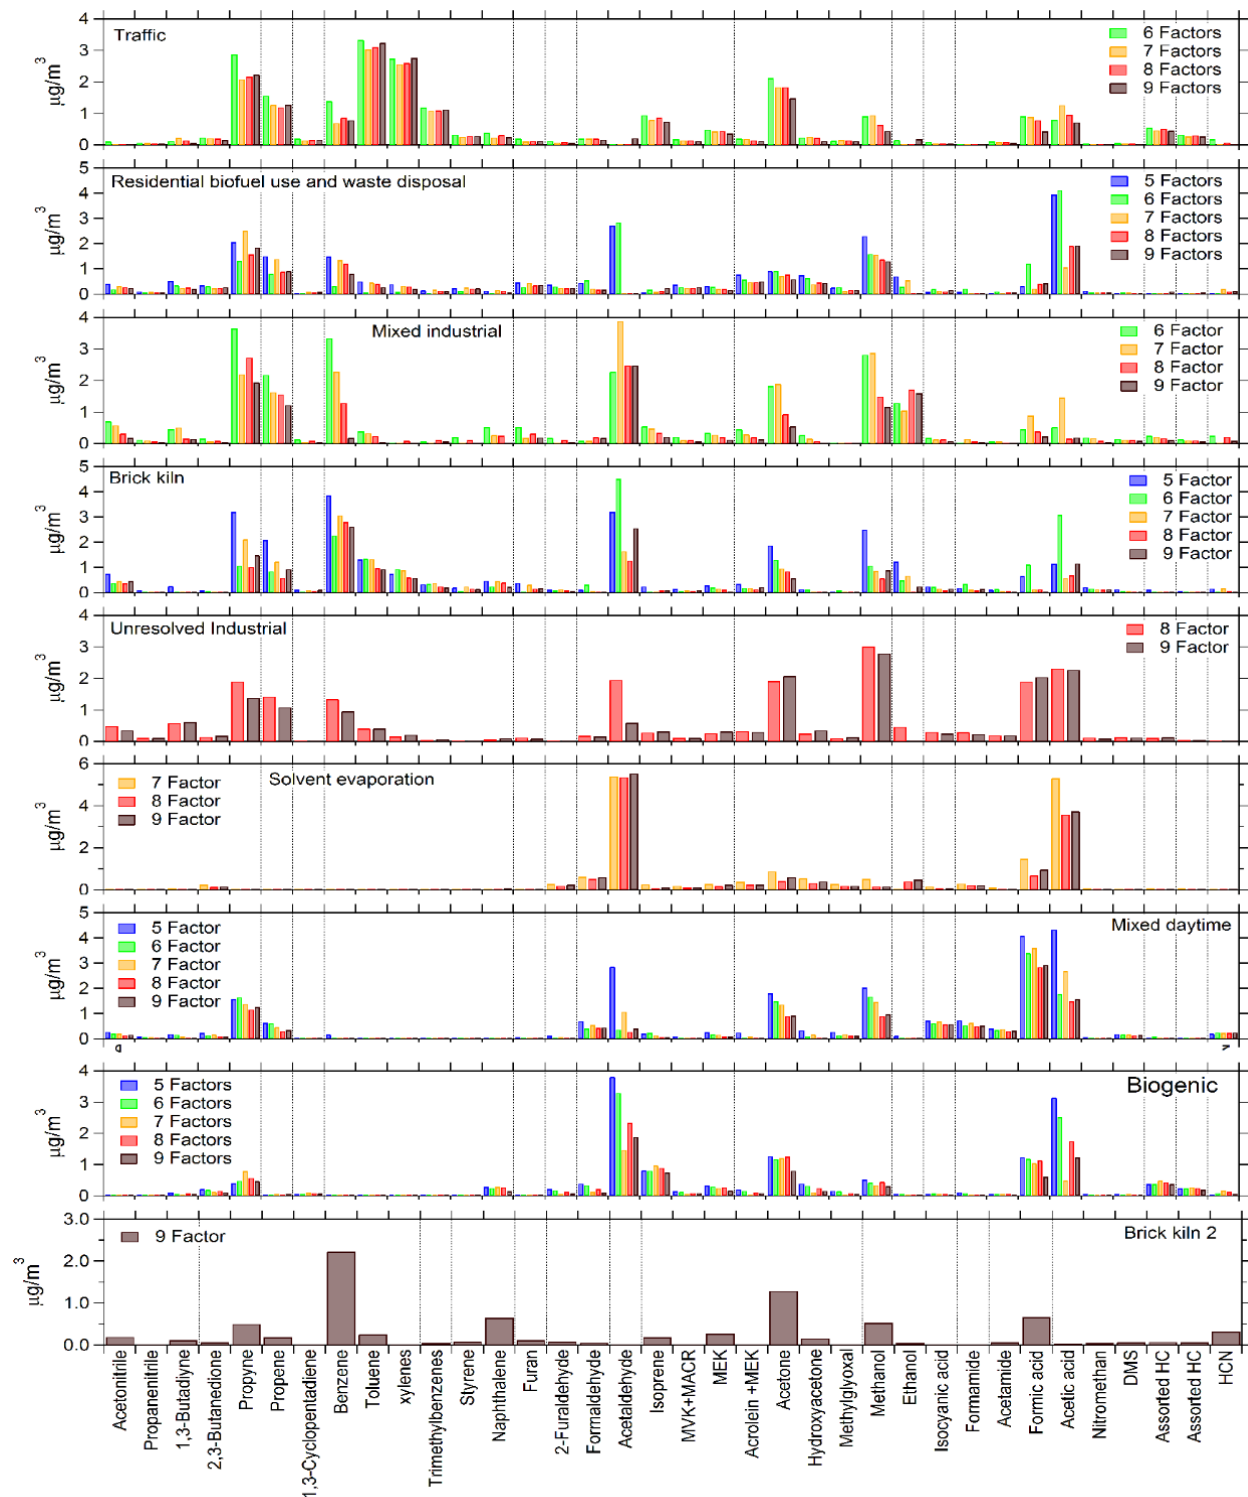 4
3
2
1
0
µg/m³
Traffic
6 Factors
7 Factors
8 Factors
9 Factors
5
4
3
2
1
0
µg/m³
Residential biofuel use and waste disposal
5 Factors
6 Factors
7 Factors
8 Factors
9 Factors
4
3
2
1
0
µg/m³
Mixed industrial
6 Factor
7 Factor
8 Factor
9 Factor
5
4
3
2
1
0
µg/m³
Brick kiln
5 Factor
6 Factor
7 Factor
8 Factor
9 Factor
4
3
2
1
0
µg/m³
Unresolved Industrial
8 Factor
9 Factor
6
4
2
0
µg/m³
Solvent evaporation
7 Factor
8 Factor
9 Factor
5
4
3
2
1
0
µg/m³
Mixed daytime
5 Factor
6 Factor
7 Factor
8 Factor
9 Factor
4
3
2
1
0
µg/m³
Biogenic
5 Factors
6 Factors
7 Factors
8 Factors
9 Factors
3.0
2.0
1.0
0.0
µg/m³
Brick kiln 2
9 Factor
Acetonitrile
Propanenitrile
1,3-Butadiyne
2,3-Butanedione
Propyne
Propene
1,3-Cyclopentadiene
Benzene
Toluene
xylenes
Trimethylbenzenes
Styrene
Naphthalene
Furan
2-Furaldehyde
Formaldehyde
Acetaldehyde
Isoprene
MVK+MACR
MEK
Acrolein +MEK
Acetone
Hydroxyacetone
Methylglyoxal
Methanol
Ethanol
Isocyanic acid
Formamide
Acetamide
Formic acid
Acetic acid
Nitromethan
DMS
Assorted HC
Assorted HC
HCN